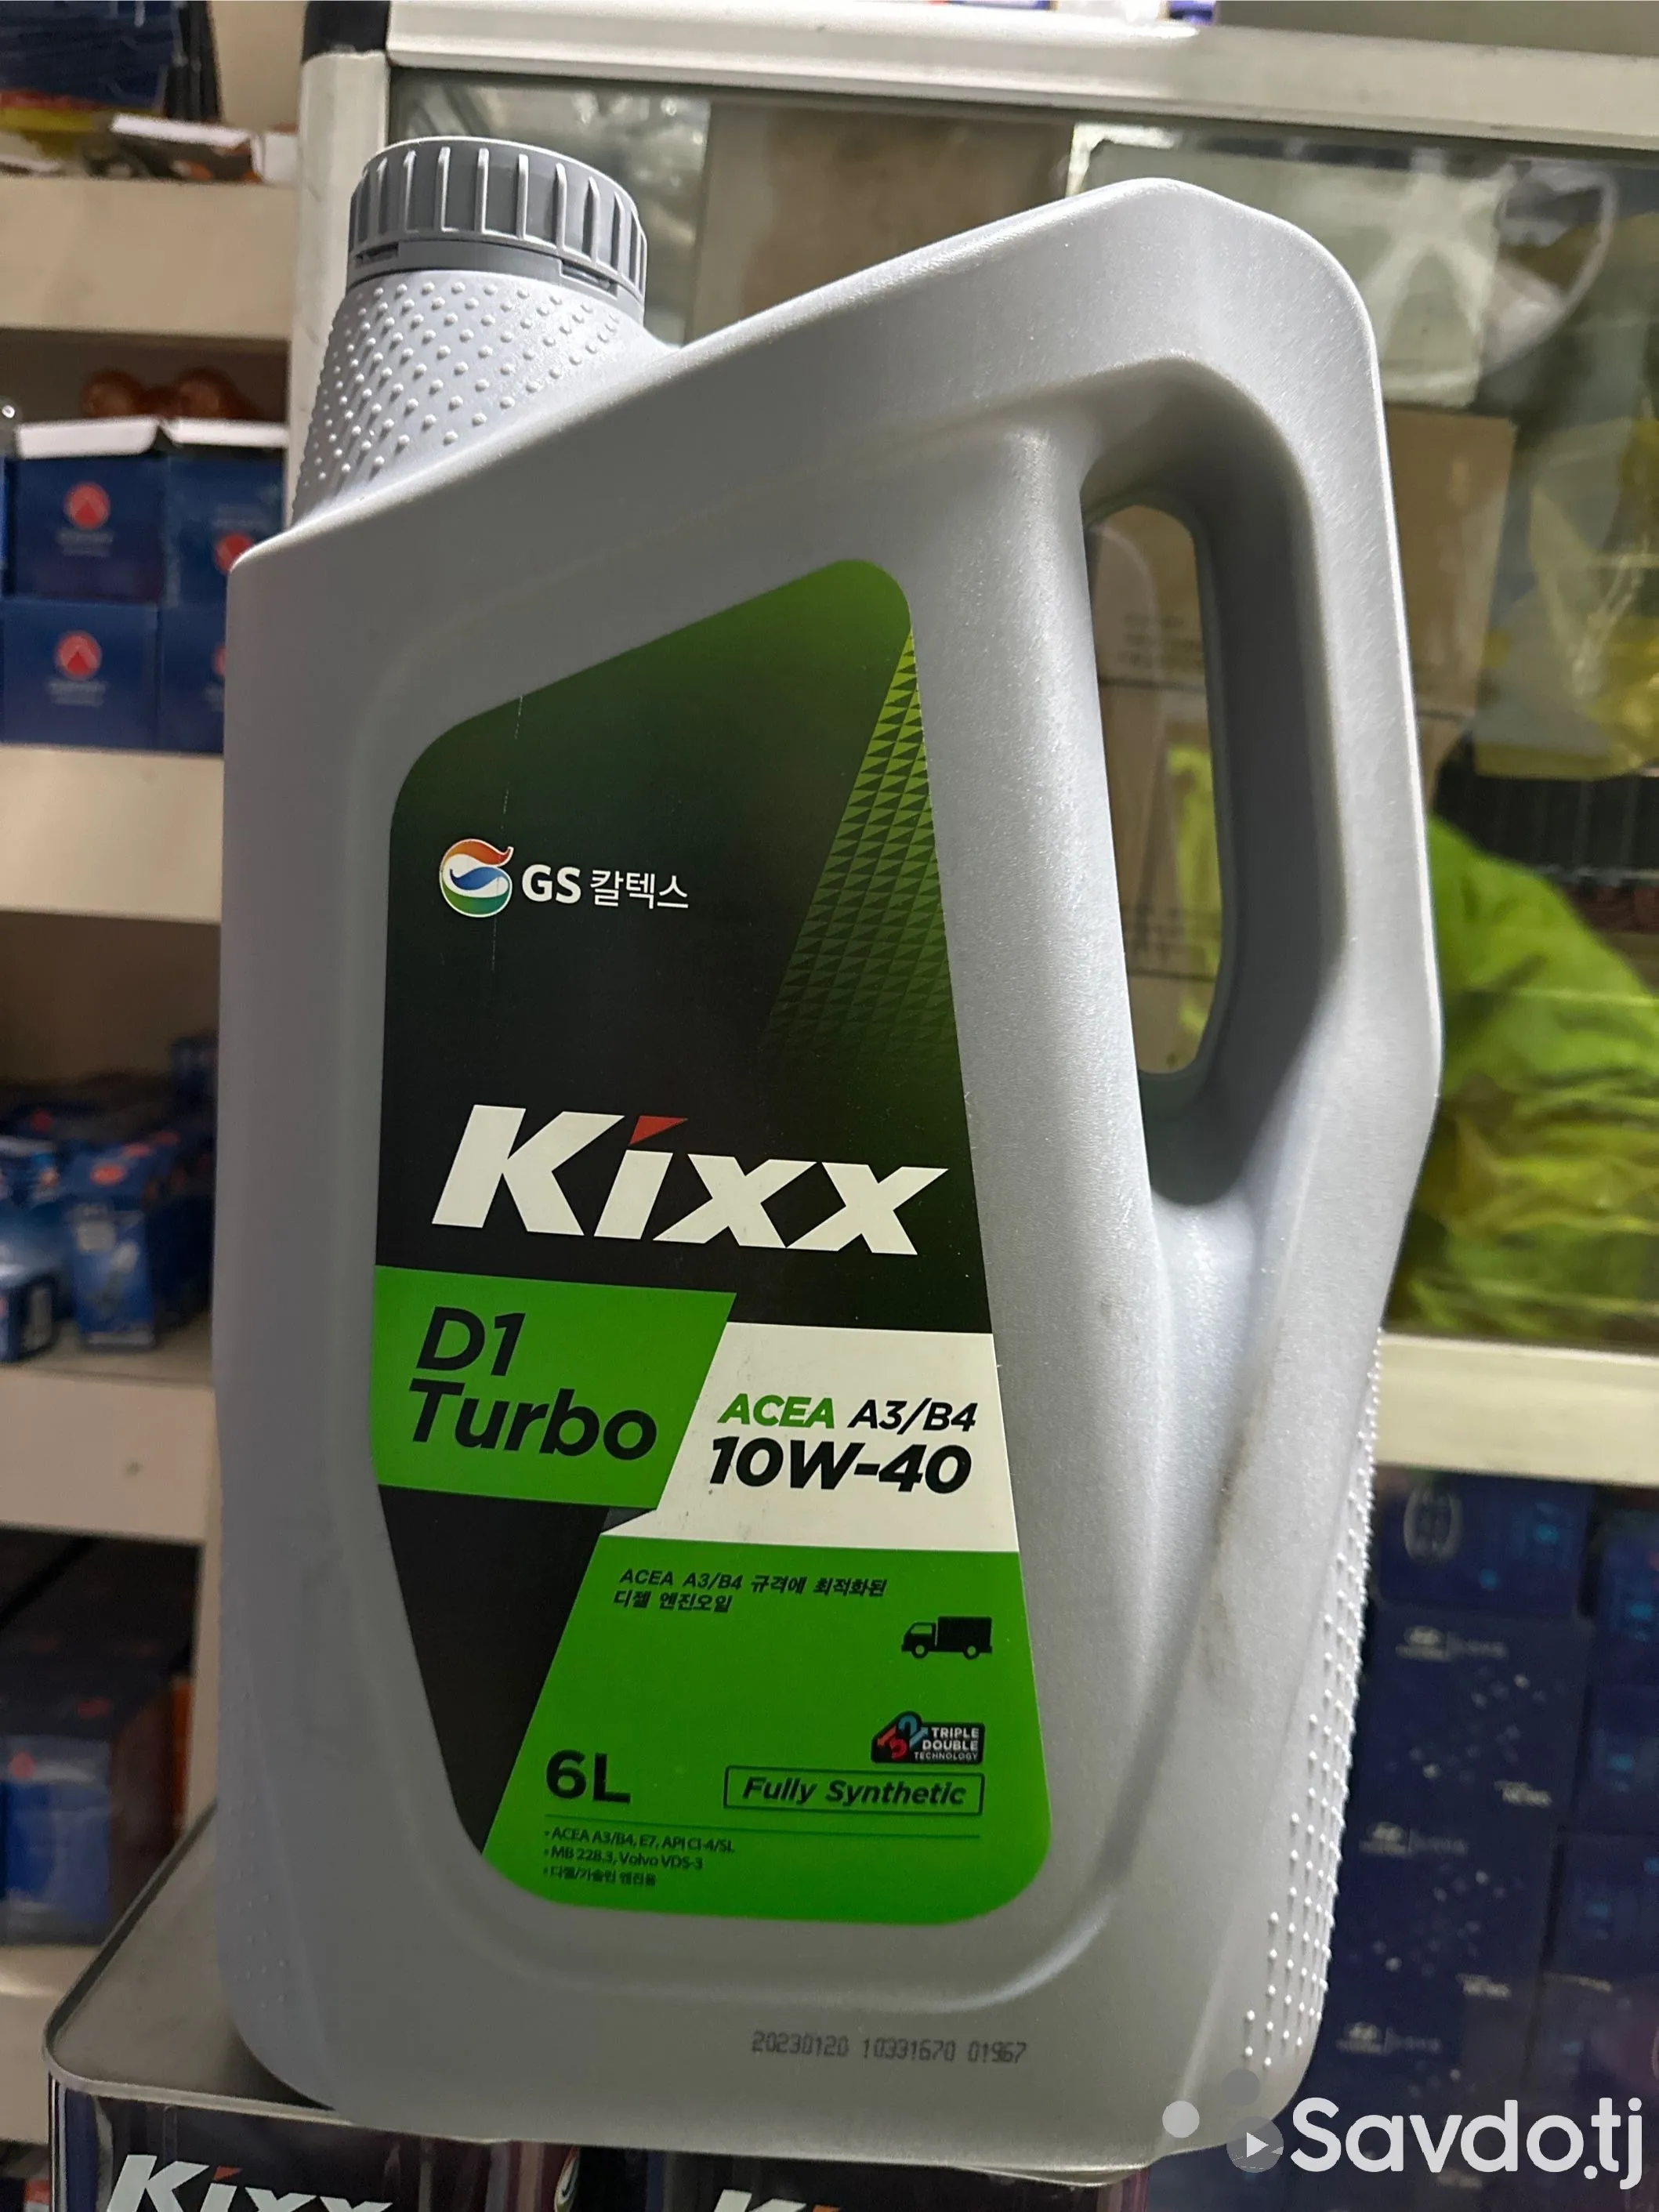 GS 칼텍스
Kixx
D1
Turbo
ACEA A3/B4
10W-40
ACEA A3/B4 규격에 최적화된
디젤 엔진오일
TRIPLE
DOUBLE
TECHNOLOGY
6L
Fully Synthetic
• ACEA A3/B4, E7, API CI-4/SL
• MB 228.3, Volvo VDS-3
• 디젤/가솔린 엔진용
20230120 10331670 01967
Savdo.tj
Kixx